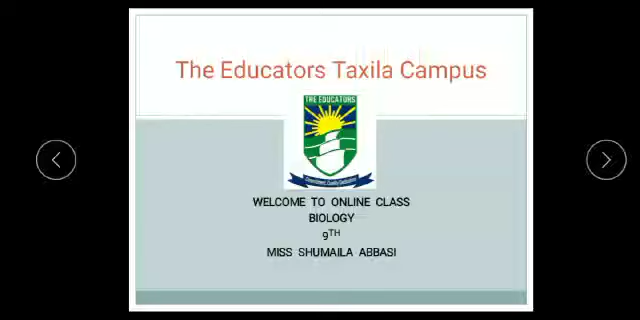 The Educators Taxila Campus
THE EDUCATORS
WELCOME TO ONLINE CLASS
BIOLOGY
9TH
MISS SHUMAILA ABBASI